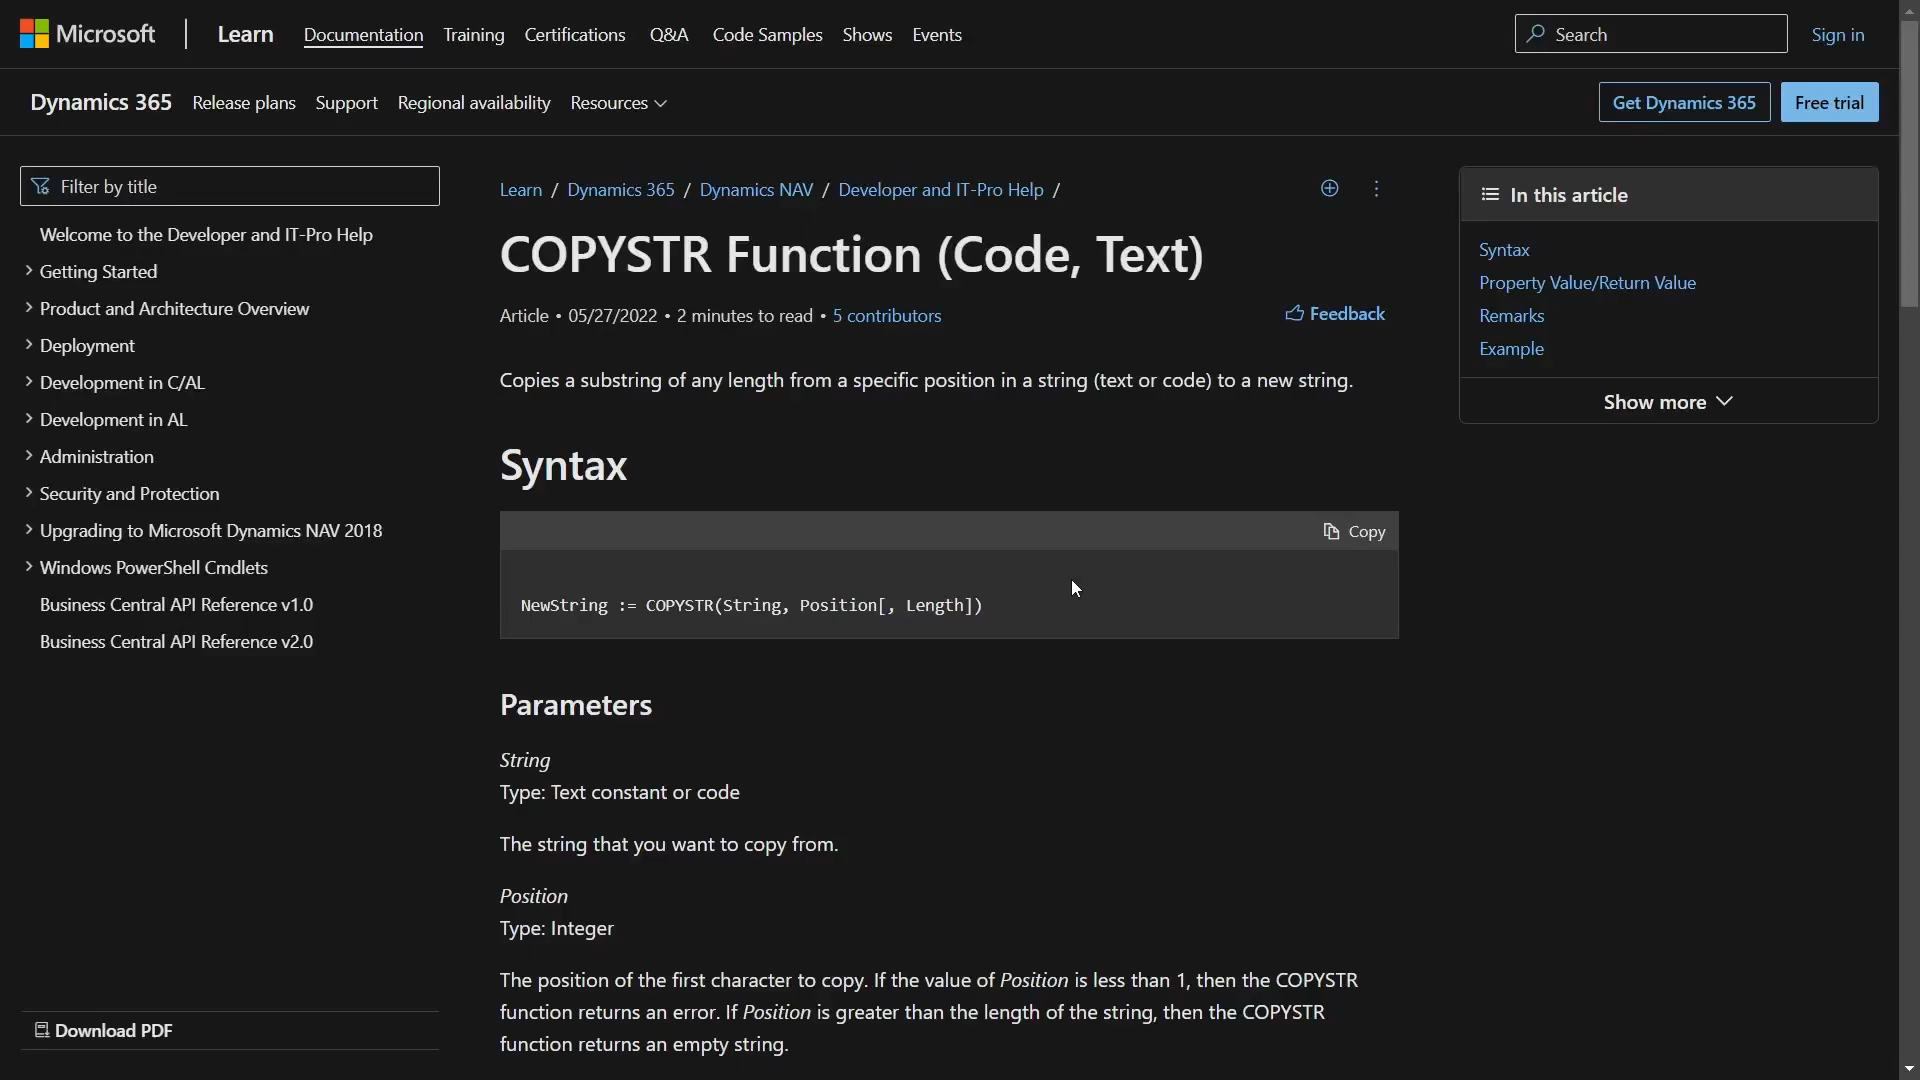 Microsoft
Learn
Documentation
Training
Certifications
Q&A
Code Samples
Shows
Events
Search
Sign in
Dynamics 365
Release plans
Support
Regional availability
Resources
Get Dynamics 365
Free trial
Filter by title
Welcome to the Developer and IT-Pro Help
Getting Started
Product and Architecture Overview
Deployment
Development in C/AL
Development in AL
Administration
Security and Protection
Upgrading to Microsoft Dynamics NAV 2018
Windows PowerShell Cmdlets
Business Central API Reference v1.0
Business Central API Reference v2.0
Download PDF
Learn / Dynamics 365 / Dynamics NAV / Developer and IT-Pro Help /
COPYSTR Function (Code, Text)
Article • 05/27/2022 • 2 minutes to read • 5 contributors
Feedback
Copies a substring of any length from a specific position in a string (text or code) to a new string.
Syntax
Copy
NewString := COPYSTR(String, Position[, Length])
Parameters
String
Type: Text constant or code
The string that you want to copy from.
Position
Type: Integer
The position of the first character to copy. If the value of Position is less than 1, then the COPYSTR
function returns an error. If Position is greater than the length of the string, then the COPYSTR
function returns an empty string.
In this article
Syntax
Property Value/Return Value
Remarks
Example
Show more